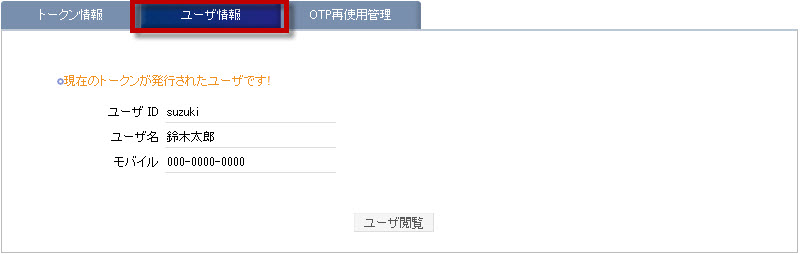 トークン情報 ユーザ情報 OTP再使用管理
現在のトークンが発行されたユーザです!
ユーザ ID suzuki
ユーザ名 鈴木太郎
モバイル 000-0000-0000
ユーザ閲覧